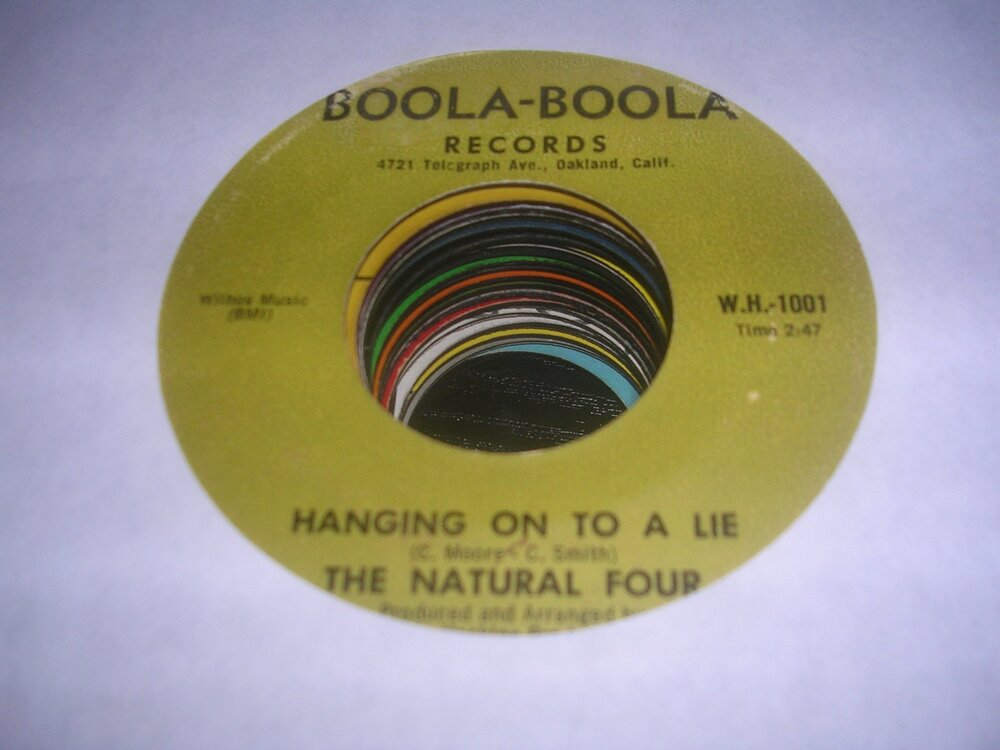 BOOLA-BOOLA
RECORDS
4721 Telegraph Ave., Oakland, Calif.
Wilbos Music
(BMI)
W.H.-1001
Time 2:47
HANGING ON TO A LIE
(C. Moore - C. Smith)
THE NATURAL FOUR
Produced and Arranged by